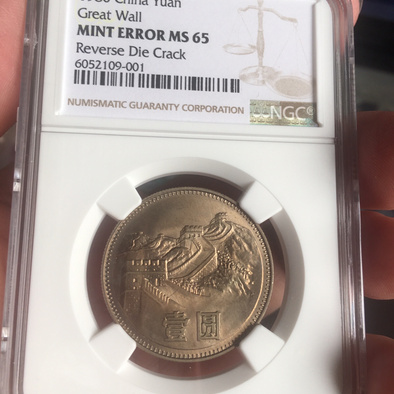 China Yuan
Great Wall
MINT ERROR MS 65
Reverse Die Crack
6052109-001
NUMISMATIC GUARANTY CORPORATION
NGC
壹圆